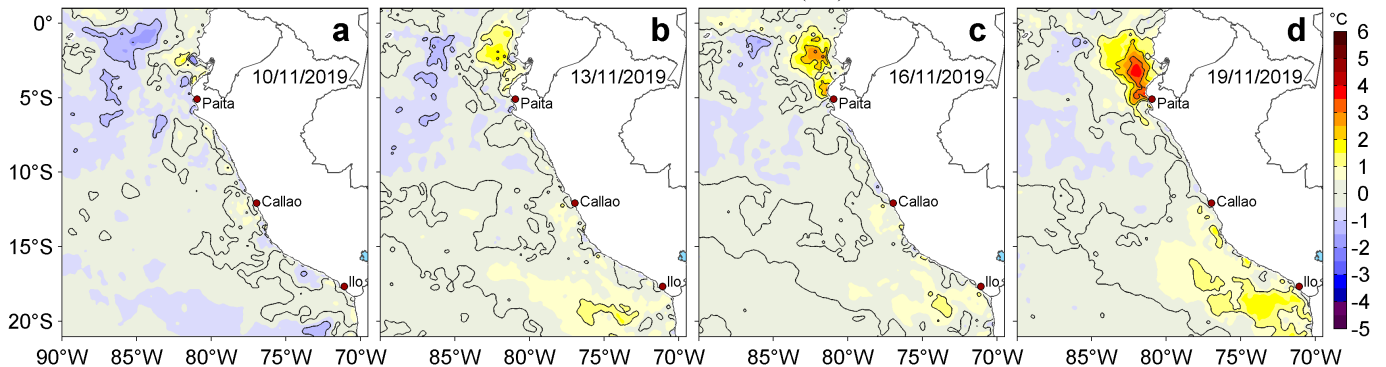 a
b
c
d
°C
0°
5°S
10°S
15°S
20°S
10/11/2019
13/11/2019
16/11/2019
19/11/2019
Paita
Paita
Paita
Paita
Callao
Callao
Callao
Callao
Ilo
Ilo
Ilo
Ilo
90°W 85°W 80°W 75°W 70°W
85°W 80°W 75°W 70°W
85°W 80°W 75°W 70°W
85°W 80°W 75°W 70°W
6
5
4
3
2
1
0
-1
-2
-3
-4
-5